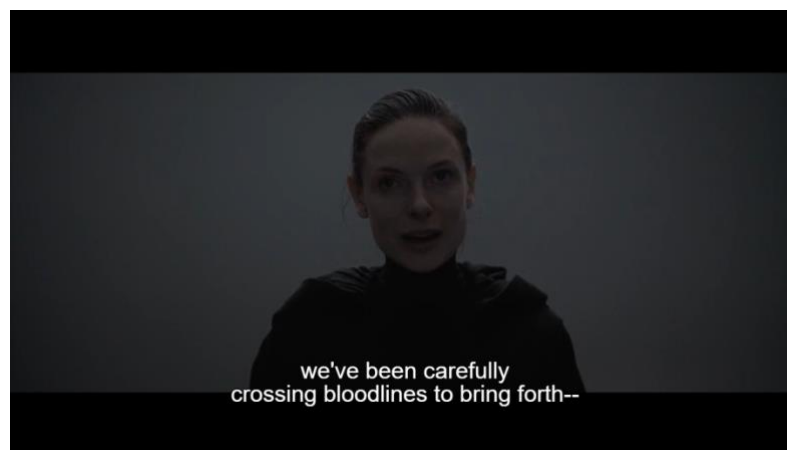 we've been carefully
crossing bloodlines to bring forth--